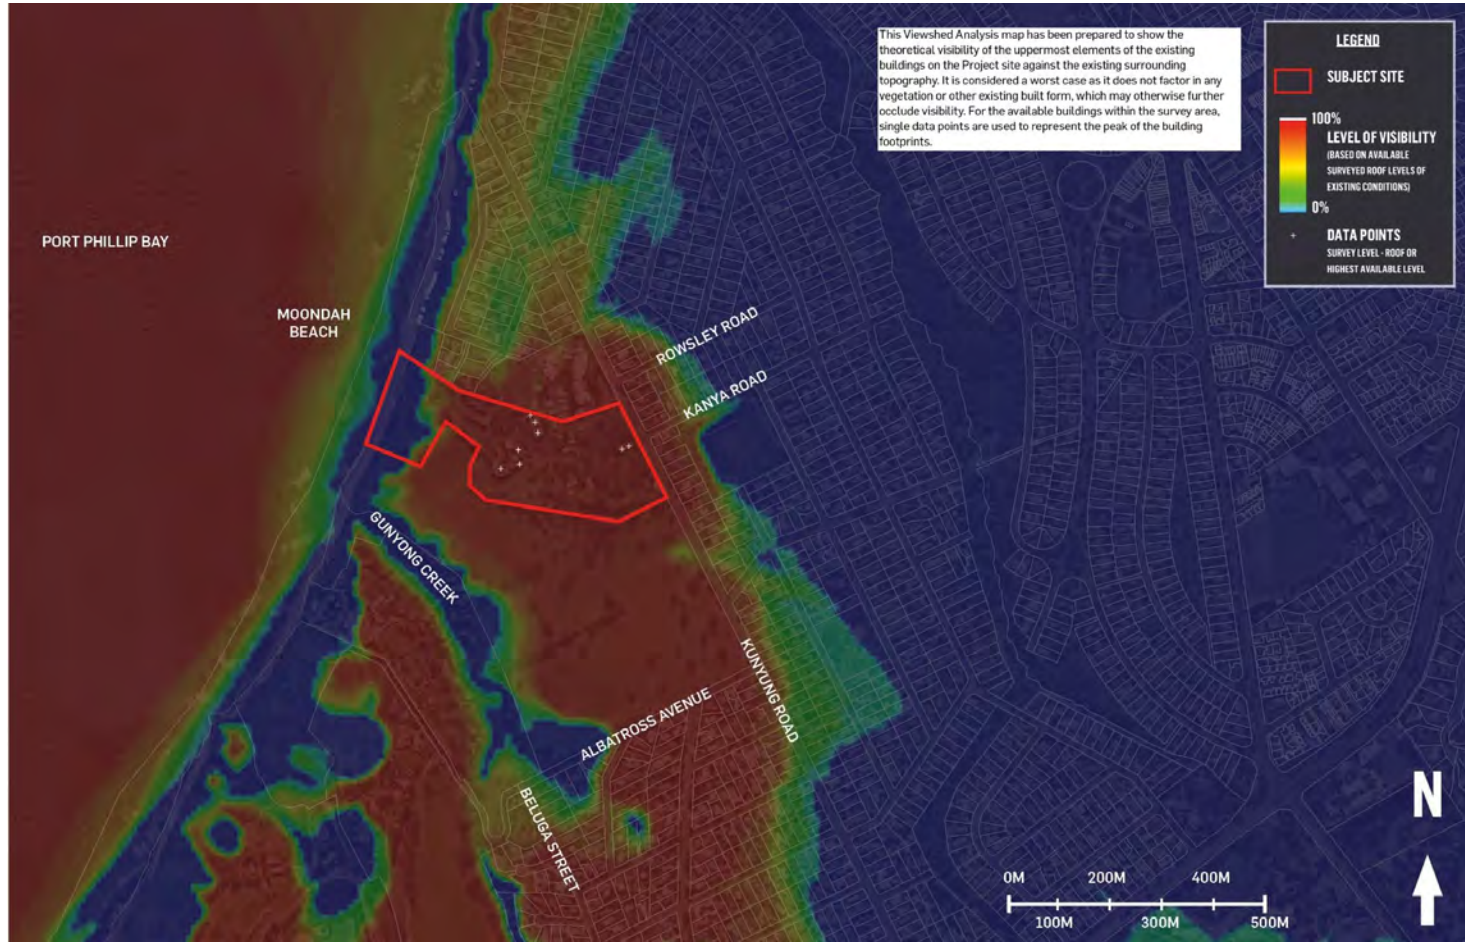 This Viewshed Analysis map has been prepared to show the
theoretical visibility of the uppermost elements of the existing
buildings on the Project site against the existing surrounding
topography. It is considered a worst case as it does not factor in any
vegetation or other existing built form, which may otherwise further
occlude visibility. For the available buildings within the survey area,
single data points are used to represent the peak of the building
footprints.
LEGEND
SUBJECT SITE
100%
LEVEL OF VISIBILITY
(BASED ON AVAILABLE
SURVEYED ROOF LEVELS OF
EXISTING CONDITIONS)
0%
DATA POINTS
SURVEY LEVEL - ROOF OR
HIGHEST AVAILABLE LEVEL
PORT PHILLIP BAY
MOONDAH
BEACH
ROWSLEY ROAD
KANYA ROAD
GUNYONG CREEK
KUNYUNG ROAD
ALBATROSS AVENUE
BELUGA STREET
N
0M 200M 400M
100M 300M 500M